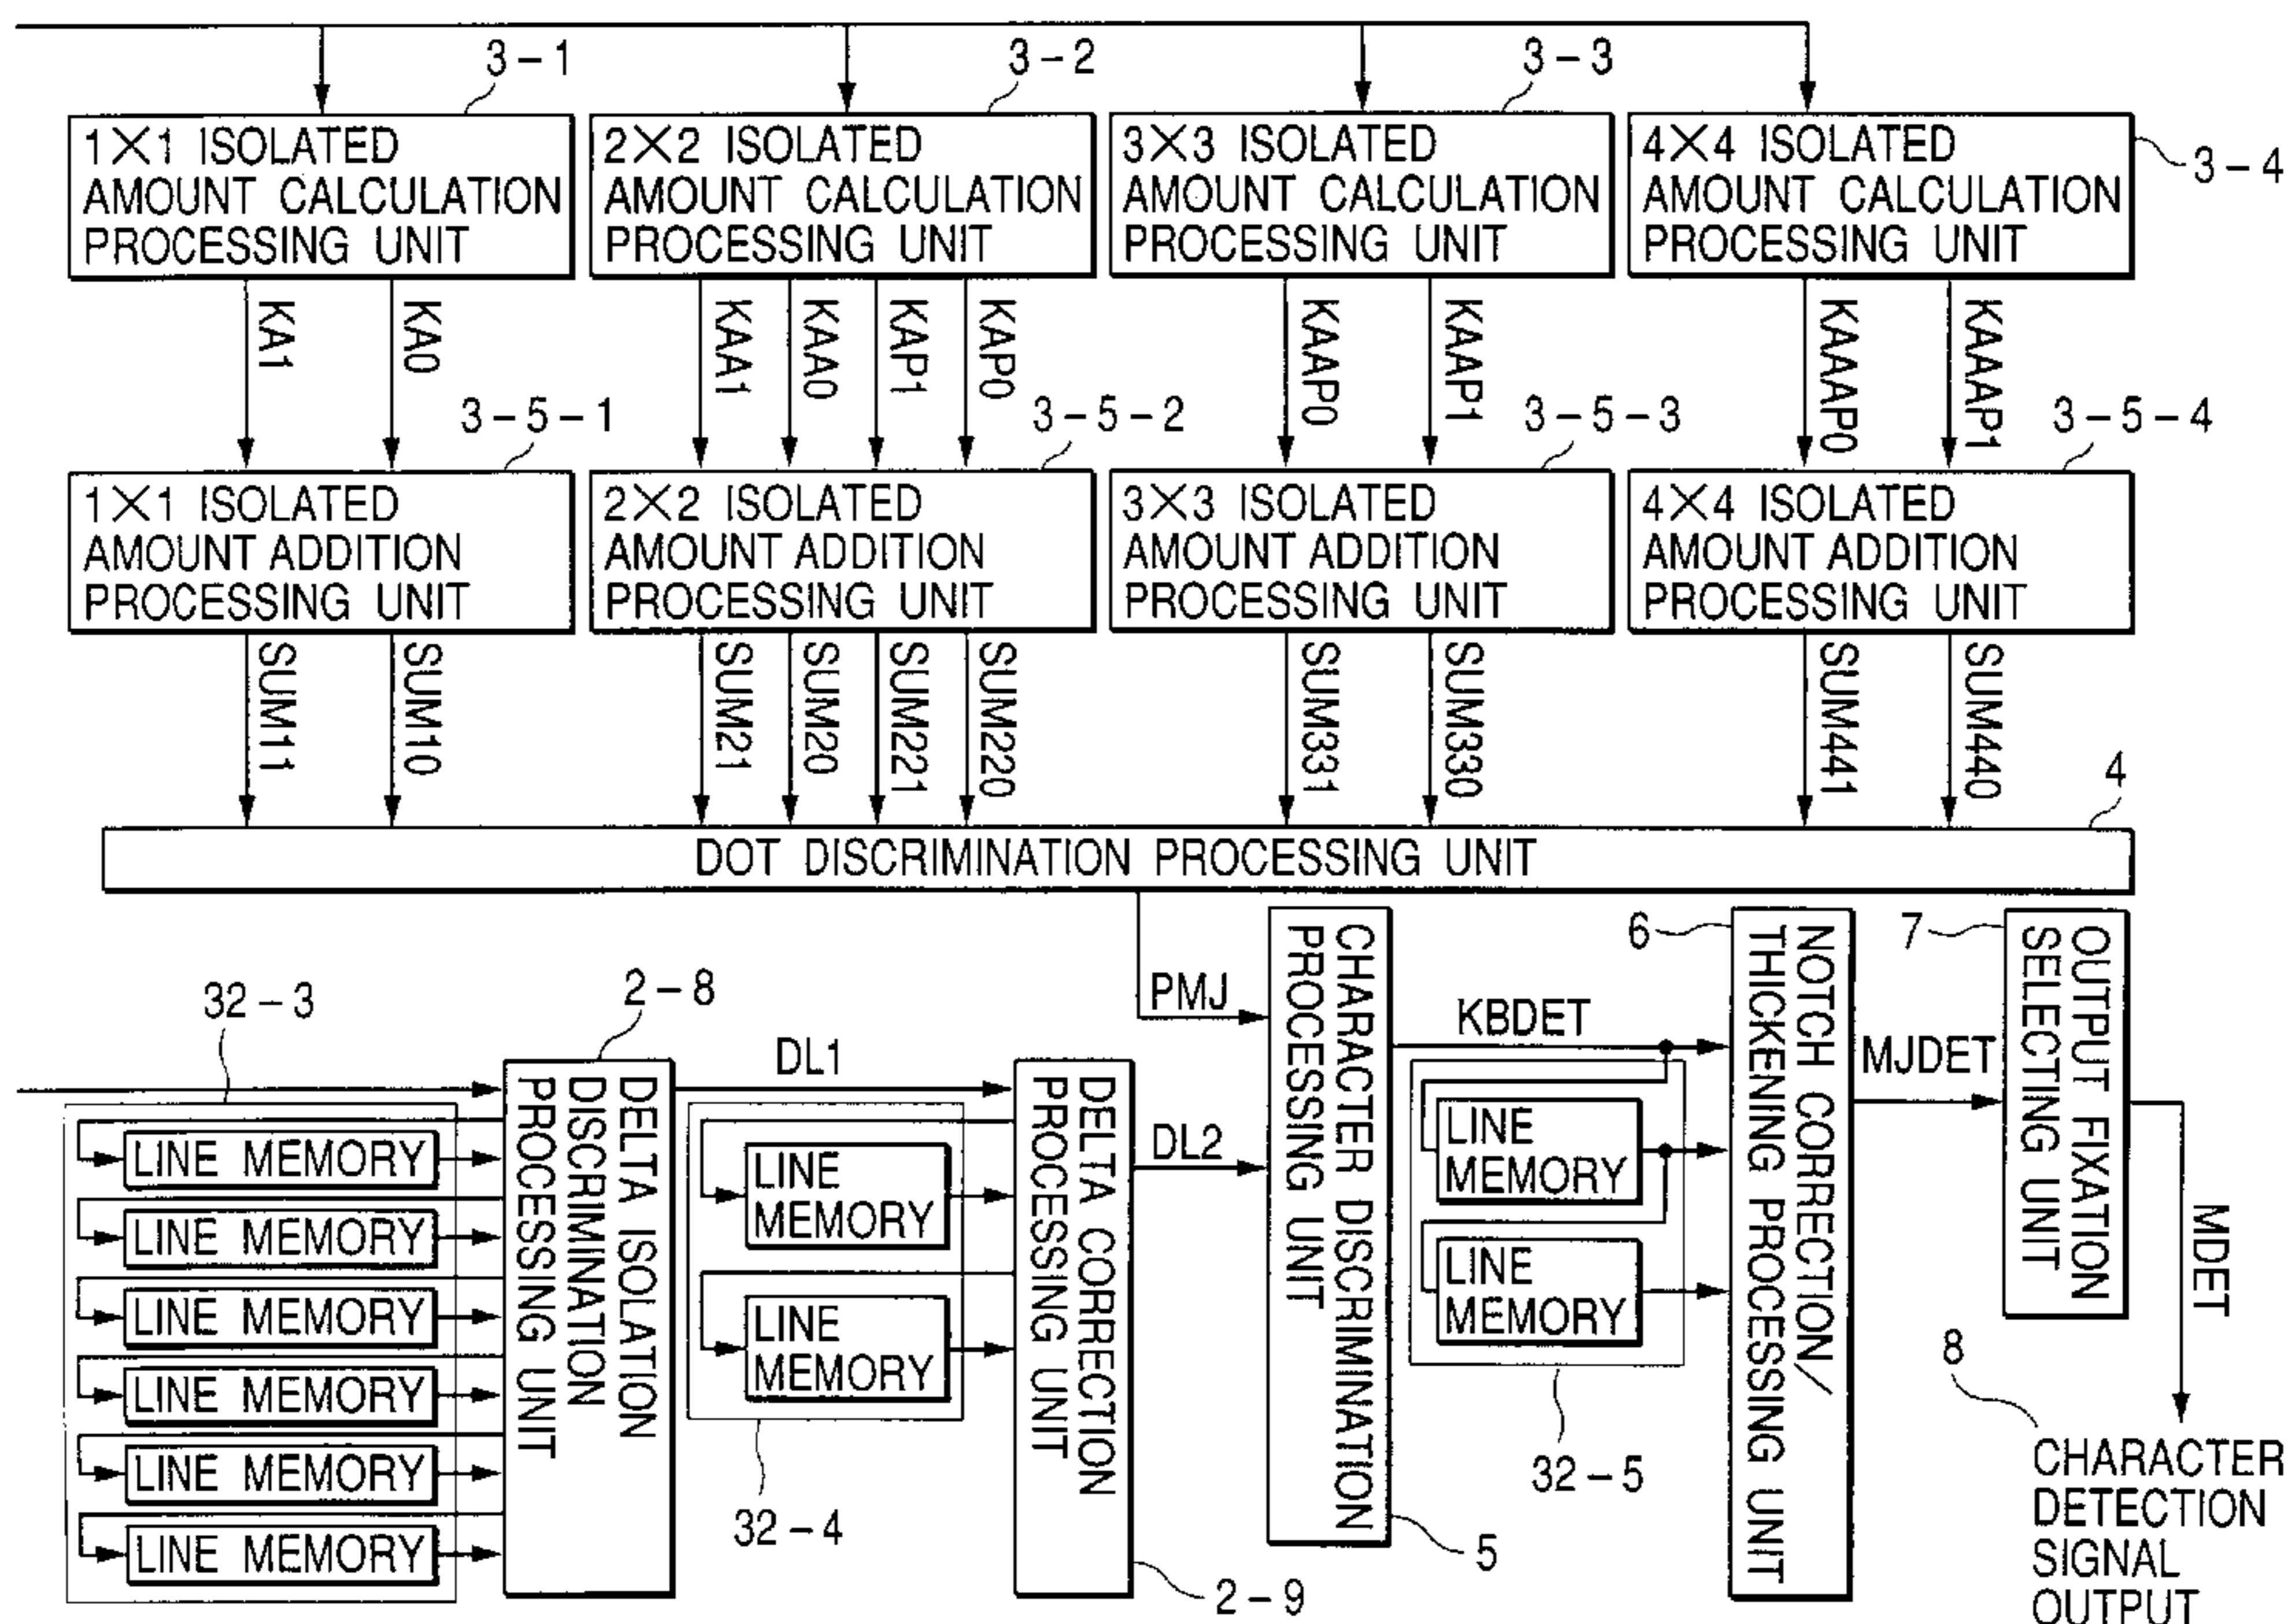 3-1
3-2
3-3
3-4
1×1 ISOLATED
AMOUNT CALCULATION
PROCESSING UNIT
2×2 ISOLATED
AMOUNT CALCULATION
PROCESSING UNIT
3×3 ISOLATED
AMOUNT CALCULATION
PROCESSING UNIT
4×4 ISOLATED
AMOUNT CALCULATION
PROCESSING UNIT
KA1
KA0
KAA1
KAA0
KAP1
KAP0
KAAP0
KAAP1
KAAAP0
KAAAP1
3-5-1
3-5-2
3-5-3
3-5-4
1×1 ISOLATED
AMOUNT ADDITION
PROCESSING UNIT
2×2 ISOLATED
AMOUNT ADDITION
PROCESSING UNIT
3×3 ISOLATED
AMOUNT ADDITION
PROCESSING UNIT
4×4 ISOLATED
AMOUNT ADDITION
PROCESSING UNIT
SUM11
SUM10
SUM21
SUM20
SUM221
SUM220
SUM331
SUM330
SUM441
SUM440
4
DOT DISCRIMINATION PROCESSING UNIT
32-3
LINE MEMORY
LINE MEMORY
LINE MEMORY
LINE MEMORY
LINE MEMORY
LINE MEMORY
2-8
DELTA ISOLATION
DISCRIMINATION
PROCESSING UNIT
DL1
LINE
MEMORY
LINE
MEMORY
32-4
DELTA CORRECTION
PROCESSING UNIT
2-9
PMJ
DL2
CHARACTER DISCRIMINATION
PROCESSING UNIT
5
KBDET
LINE
MEMORY
LINE
MEMORY
32-5
6
NOTCH CORRECTION/
THICKENING PROCESSING UNIT
MJDET
7
OUTPUT FIXATION
SELECTING UNIT
MDET
8
CHARACTER
DETECTION
SIGNAL
OUTPUT